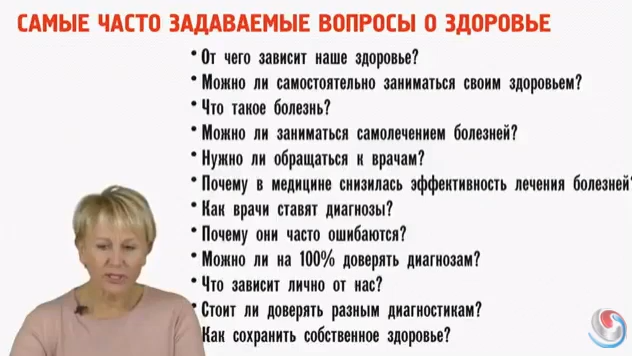 САМЫЕ ЧАСТО ЗАДАВАЕМЫЕ ВОПРОСЫ О ЗДОРОВЬЕ
• От чего зависит наше здоровье?
• Можно ли самостоятельно заниматься своим здоровьем?
• Что такое болезнь?
• Можно ли заниматься самолечением болезней?
• Нужно ли обращаться к врачам?
• Почему в медицине снизилась эффективность лечения болезней?
• Как врачи ставят диагнозы?
• Почему они часто ошибаются?
• Можно ли на 100% доверять диагнозам?
• Что зависит лично от нас?
• Стоит ли доверять разным диагностикам?
Как сохранить собственное здоровье?